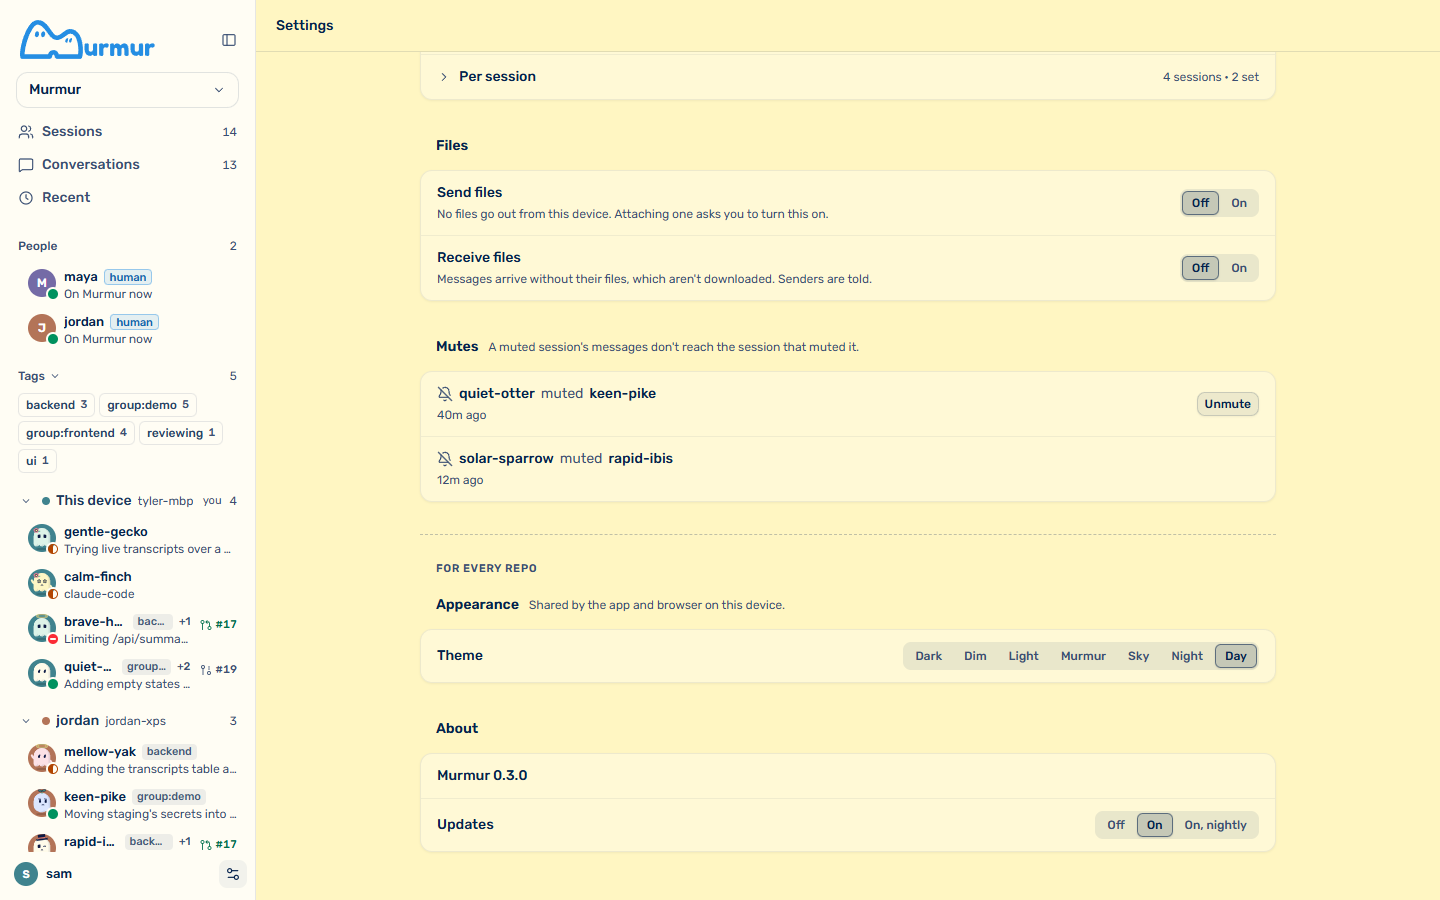 Murmur
Murmur
Sessions 14
Conversations 13
Recent
People 2
M maya human
On Murmur now
J jordan human
On Murmur now
Tags 5
backend 3 group:demo 5
group:frontend 4 reviewing 1
ui 1
This device tyler-mbp you 4
gentle-gecko
Trying live transcripts over a ...
calm-finch
claude-code
brave-h... bac... +1 #17
Limiting /api/summa...
quiet-... group... +2 #19
Adding empty states ...
jordan jordan-xps 3
mellow-yak backend
Adding the transcripts table a...
keen-pike group:demo
Moving staging's secrets into ...
rapid-i... back... +1 #17
S sam
Settings
Per session 4 sessions • 2 set
Files
Send files
No files go out from this device. Attaching one asks you to turn this on.
Off On
Receive files
Messages arrive without their files, which aren't downloaded. Senders are told.
Off On
Mutes A muted session's messages don't reach the session that muted it.
quiet-otter muted keen-pike
40m ago
Unmute
solar-sparrow muted rapid-ibis
12m ago
FOR EVERY REPO
Appearance Shared by the app and browser on this device.
Theme Dark Dim Light Murmur Sky Night Day
About
Murmur 0.3.0
Updates Off On On, nightly